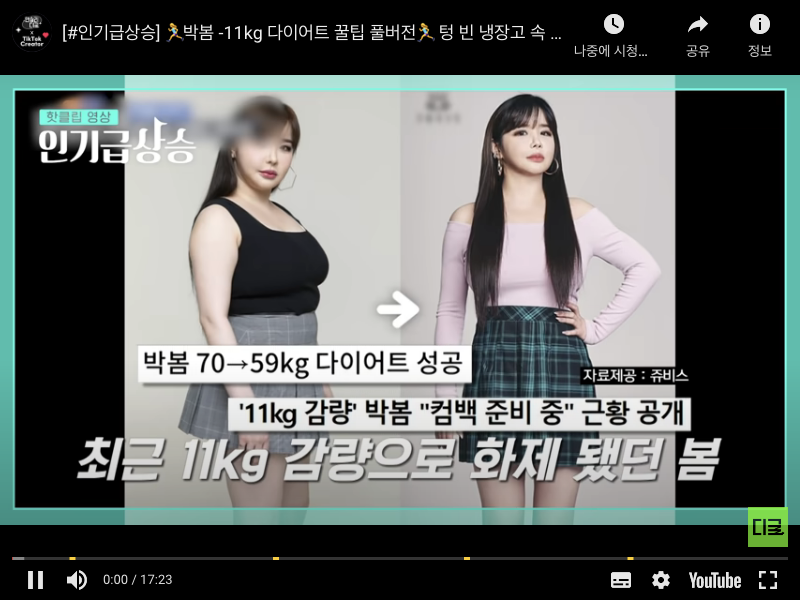 [#인기급상승] 🏃박봄 -11kg 다이어트 꿀팁 풀버전🏃 텅 빈 냉장고 속 ...
나중에 시청...
공유
정보
TikTok
Creator
핫클립 영상
인기급상승
박봄 70→59kg 다이어트 성공
자료제공 : 쥬비스
'11kg 감량' 박봄 "컴백 준비 중" 근황 공개
최근 11kg 감량으로 화제 됐던 봄
디글
0:00 / 17:23
YouTube